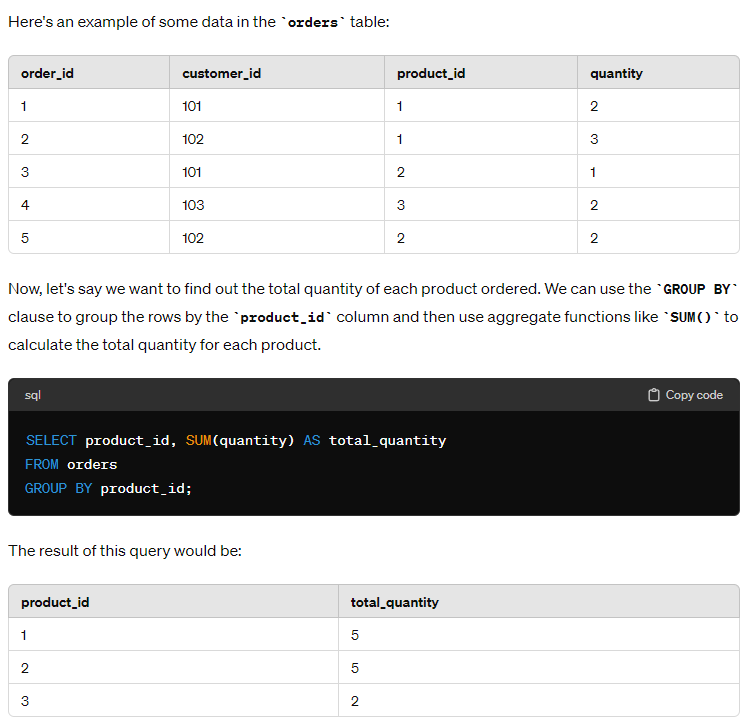 Here's an example of some data in the `orders` table:
order_id customer_id product_id quantity
1 101 1 2
2 102 1 3
3 101 2 1
4 103 3 2
5 102 2 2
Now, let's say we want to find out the total quantity of each product ordered. We can use the `GROUP BY`
clause to group the rows by the `product_id` column and then use aggregate functions like `SUM()` to
calculate the total quantity for each product.
sql Copy code
SELECT product_id, SUM(quantity) AS total_quantity
FROM orders
GROUP BY product_id;
The result of this query would be:
product_id total_quantity
1 5
2 5
3 2